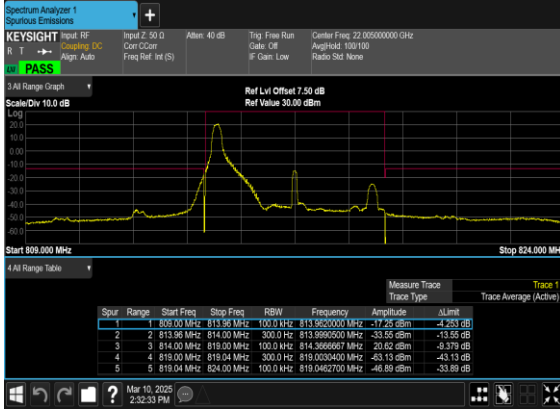 Spectrum Analyzer 1
Spurious Emissions
KEYSIGHT
R T
LXI PASS
Input: RF
Coupling: DC
Align: Auto
Input Z: 50 Ω
Corr CCorr
Freq Ref: Int (S)
Atten: 40 dB
Trig: Free Run
Gate: Off
IF Gain: Low
Center Freq: 22.005000000 GHz
Avg|Hold: 100/100
Radio Std: None
3 All Range Graph
Scale/Div 10.0 dB
Ref Lvl Offset 7.50 dB
Ref Value 30.00 dBm
Log
20.0
10.0
0.00
-10.0
-20.0
-30.0
-40.0
-50.0
-60.0
Start 809.000 MHz
Stop 824.000 MH
4 All Range Table
Measure Trace Trace 1
Trace Type Trace Average (Active)
Spur Range Start Freq Stop Freq RBW Frequency Amplitude ΔLimit
1 1 809.00 MHz 813.96 MHz 100.0 kHz 813.9620000 MHz -17.25 dBm -4.253 dB
2 2 813.96 MHz 814.00 MHz 300.0 Hz 813.9990500 MHz -33.55 dBm -13.55 dB
3 3 814.00 MHz 819.00 MHz 100.0 kHz 814.3666667 MHz 20.62 dBm -9.379 dB
4 4 819.00 MHz 819.04 MHz 300.0 Hz 819.0030400 MHz -63.13 dBm -43.13 dB
5 5 819.04 MHz 824.00 MHz 100.0 kHz 819.0462700 MHz -46.89 dBm -33.89 dB
Mar 10, 2025
2:32:33 PM